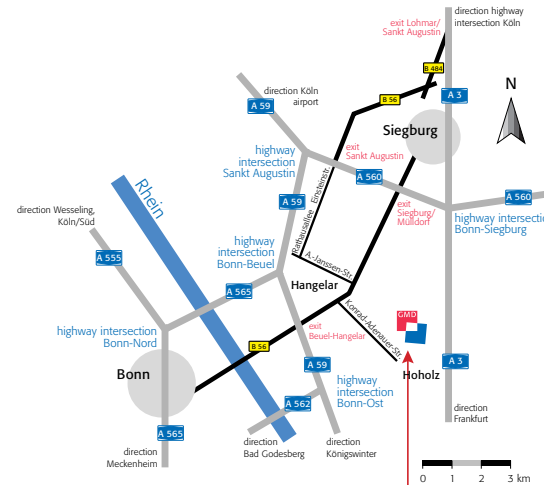 direction highway
intersection Köln
exit Lohmar/
Sankt Augustin
B 484
A 3
B 56
direction Köln
airport
A 59
N
Siegburg
highway
intersection
Sankt Augustin
exit
Sankt Augustin
A 560
A 560
Rhein
A 59
Rathausallee
Einsteinstr.
exit
Siegburg/
Mülldorf
highway intersectio
Bonn-Siegburg
direction Wesseling,
Köln/Süd
A 555
highway
intersection
Bonn-Beuel
A.-Janssen-Str.
Hangelar
A 565
Konrad-Adenauer-Str.
GMD
highway intersection
Bonn-Nord
exit
Beuel-Hangelar
B 56
A 59
A 3
Bonn
Hoholz
highway
intersection
Bonn-Ost
A 562
A 565
direction
Frankfurt
direction
Meckenheim
direction
Bad Godesberg
direction
Königswinter
0 1 2 3 km